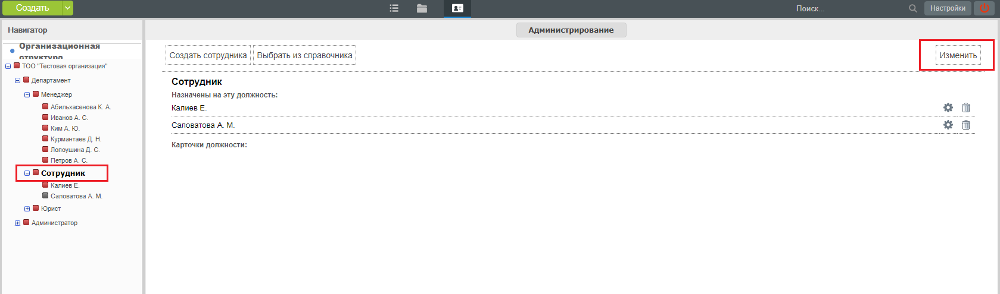 Создать
Поиск...
Настройки
Навигатор
Администрирование
Организационная
структура
ТОО "Тестовая организация"
Департамент
Менеджер
Абильхасенова К. А.
Иванов А. С.
Ким А. Ю.
Курмантаев Д. Н.
Лопоушина Д. С.
Петров А. С.
Сотрудник
Калиев Е.
Саловатова А. М.
Юрист
Администратор
Создать сотрудника
Выбрать из справочника
Изменить
Сотрудник
Назначены на эту должность:
Калиев Е.
Саловатова А. М.
Карточки должности: